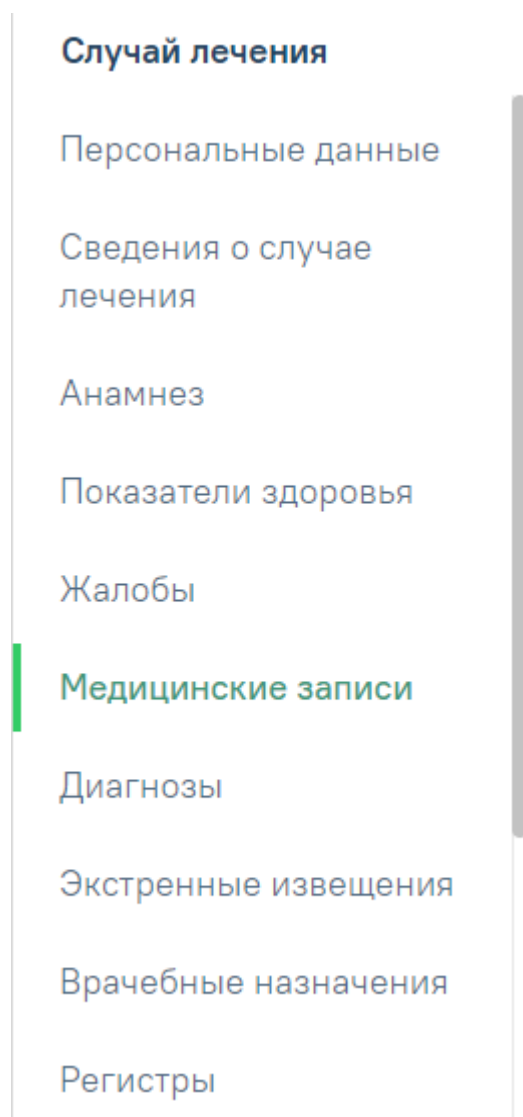 Случай лечения
Персональные данные
Сведения о случае
лечения
Анамнез
Показатели здоровья
Жалобы
Медицинские записи
Диагнозы
Экстренные извещения
Врачебные назначения
Регистры